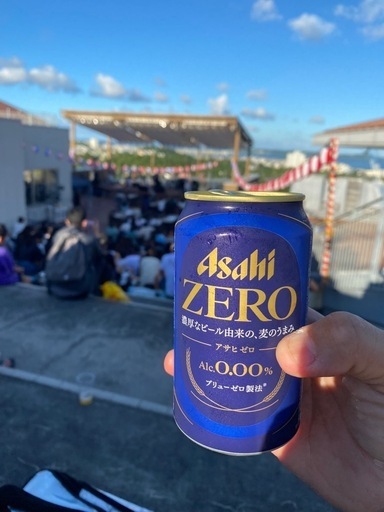 Asahi
ZERO
濃厚なビール由来の、麦のうまみ
アサヒ ゼロ
Alc.0.00%
ブリューゼロ製法※